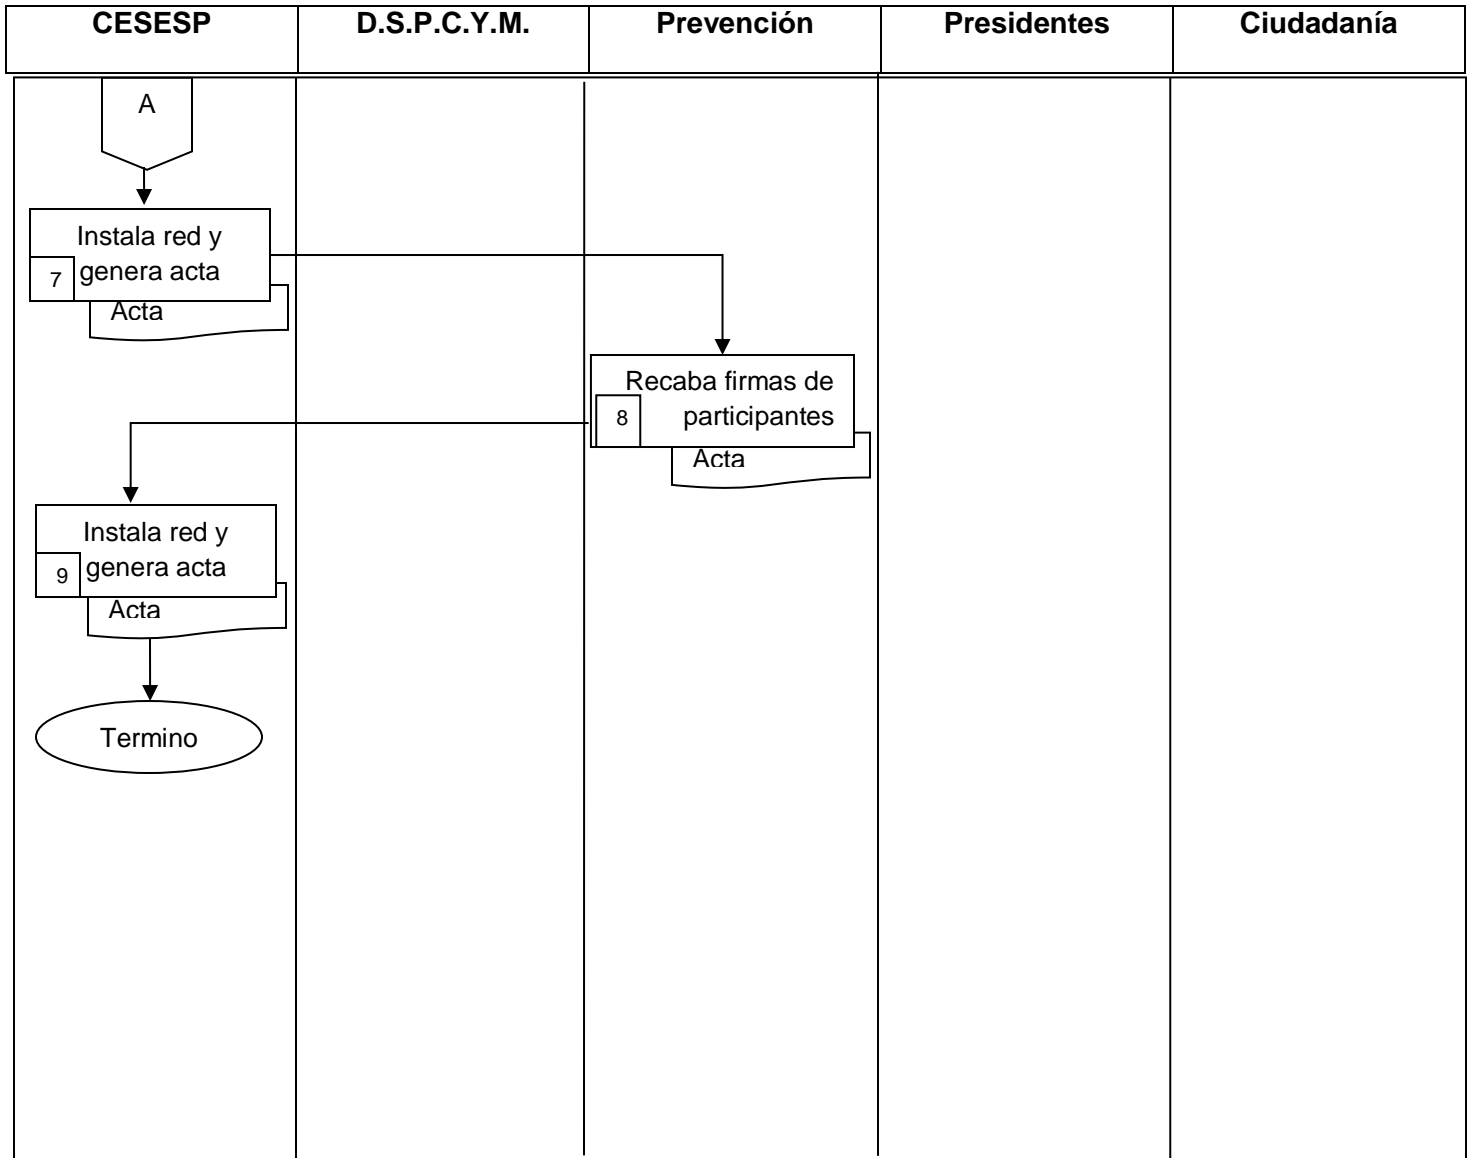 CESESP
D.S.P.C.Y.M.
Prevención
Presidentes
Ciudadanía
A
Instala red y
genera acta
7
Acta
Recaba firmas de
participantes
8
Acta
Instala red y
genera acta
9
Acta
Termino